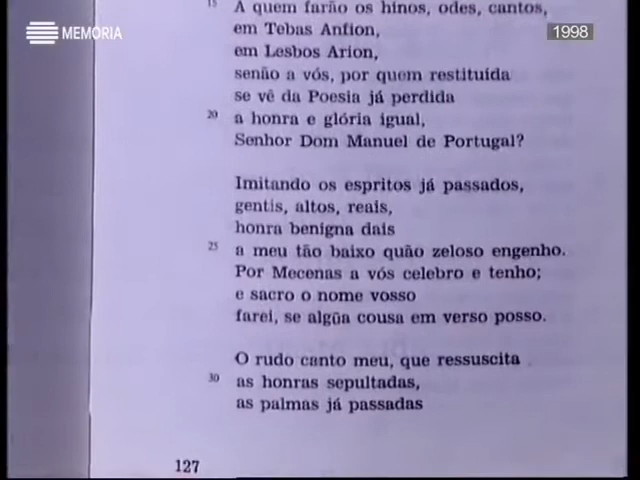 MEMÓRIA
1998
15 A quem farão os hinos, odes, cantos,
em Tebas Anfion,
em Lesbos Arion,
senão a vós, por quem restituída
se vê da Poesia já perdida
20 a honra e glória igual,
Senhor Dom Manuel de Portugal?
Imitando os espritos já passados,
gentis, altos, reais,
honra benigna dais
25 a meu tão baixo quão zeloso engenho.
Por Mecenas a vós celebro e tenho;
e sacro o nome vosso
farei, se algũa cousa em verso posso.
O rudo canto meu, que ressuscita
30 as honras sepultadas,
as palmas já passadas
127